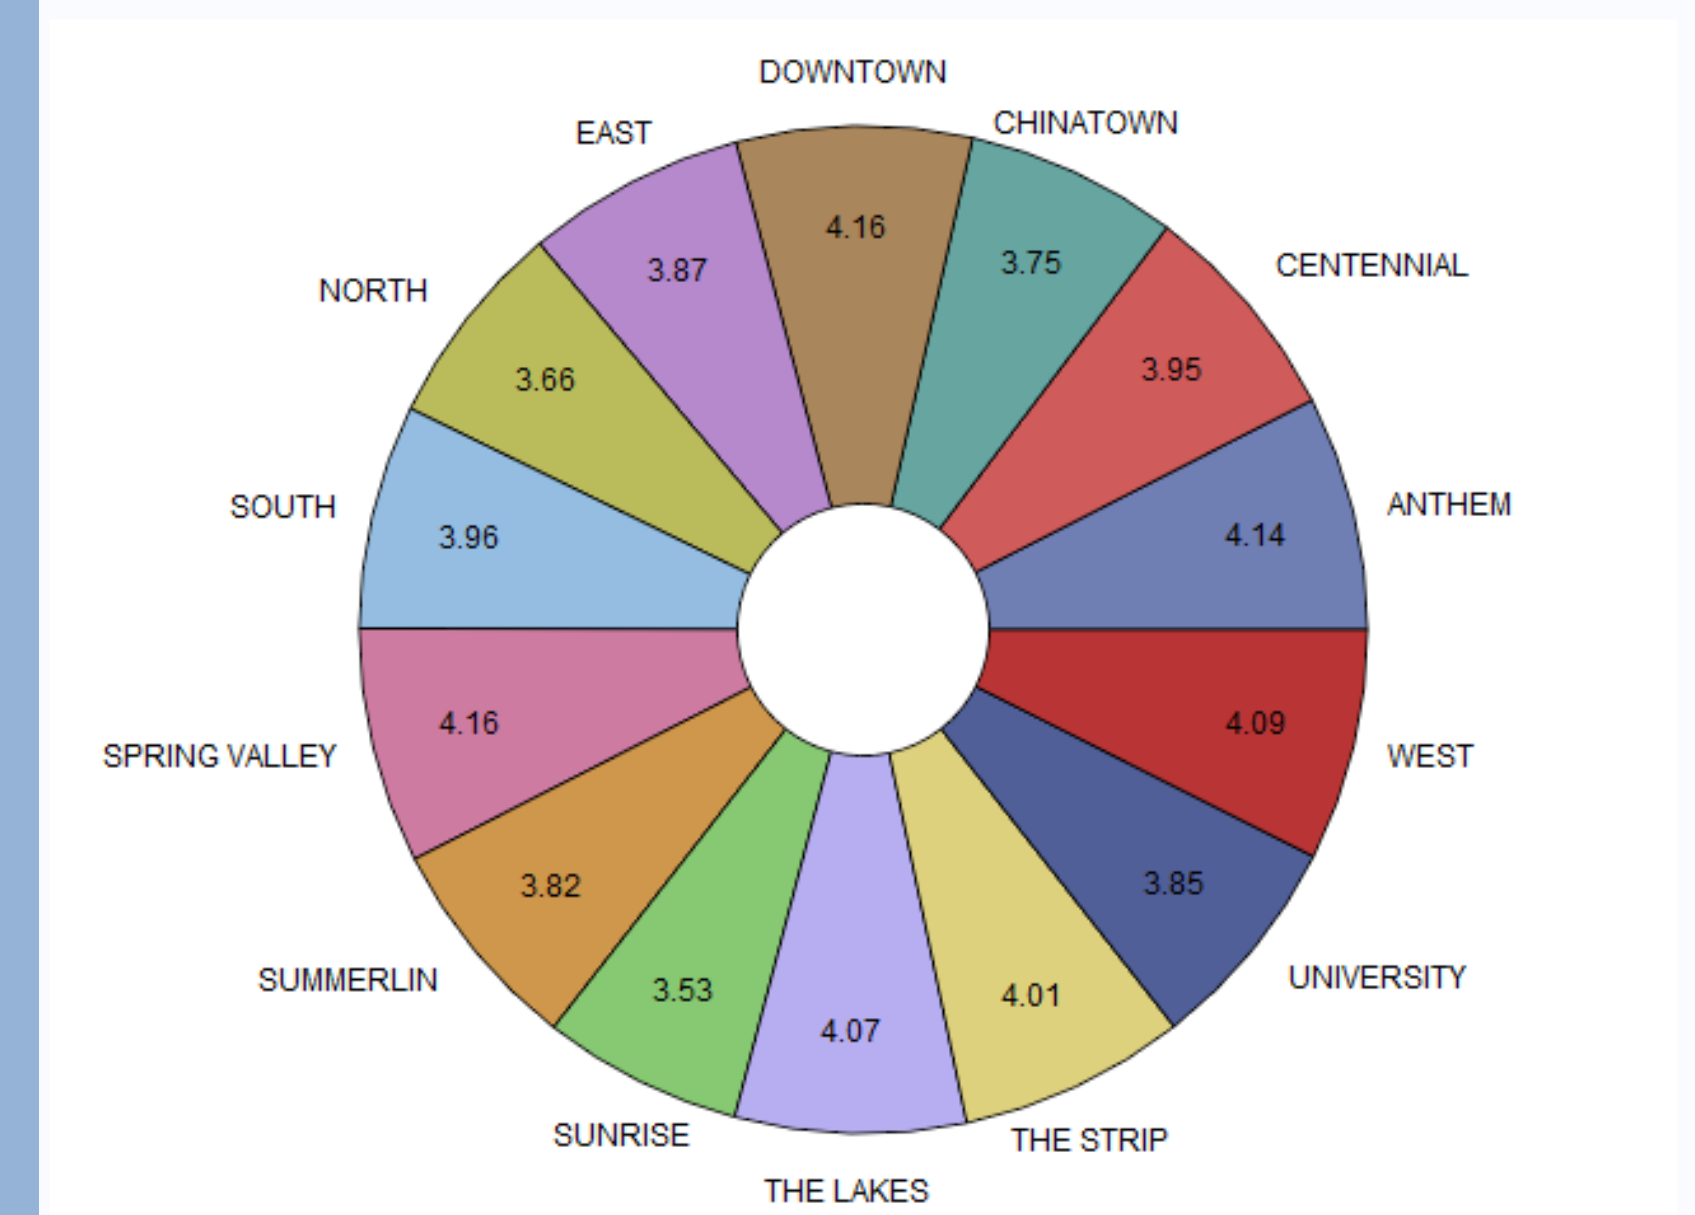 DOWNTOWN
CHINATOWN
EAST
4.16
3.75
CENTENNIAL
3.87
NORTH
3.95
3.66
ANTHEM
SOUTH
4.14
3.96
4.16
4.09
SPRING VALLEY
WEST
3.82
3.85
UNIVERSITY
SUMMERLIN
3.53
4.01
4.07
SUNRISE
THE STRIP
THE LAKES